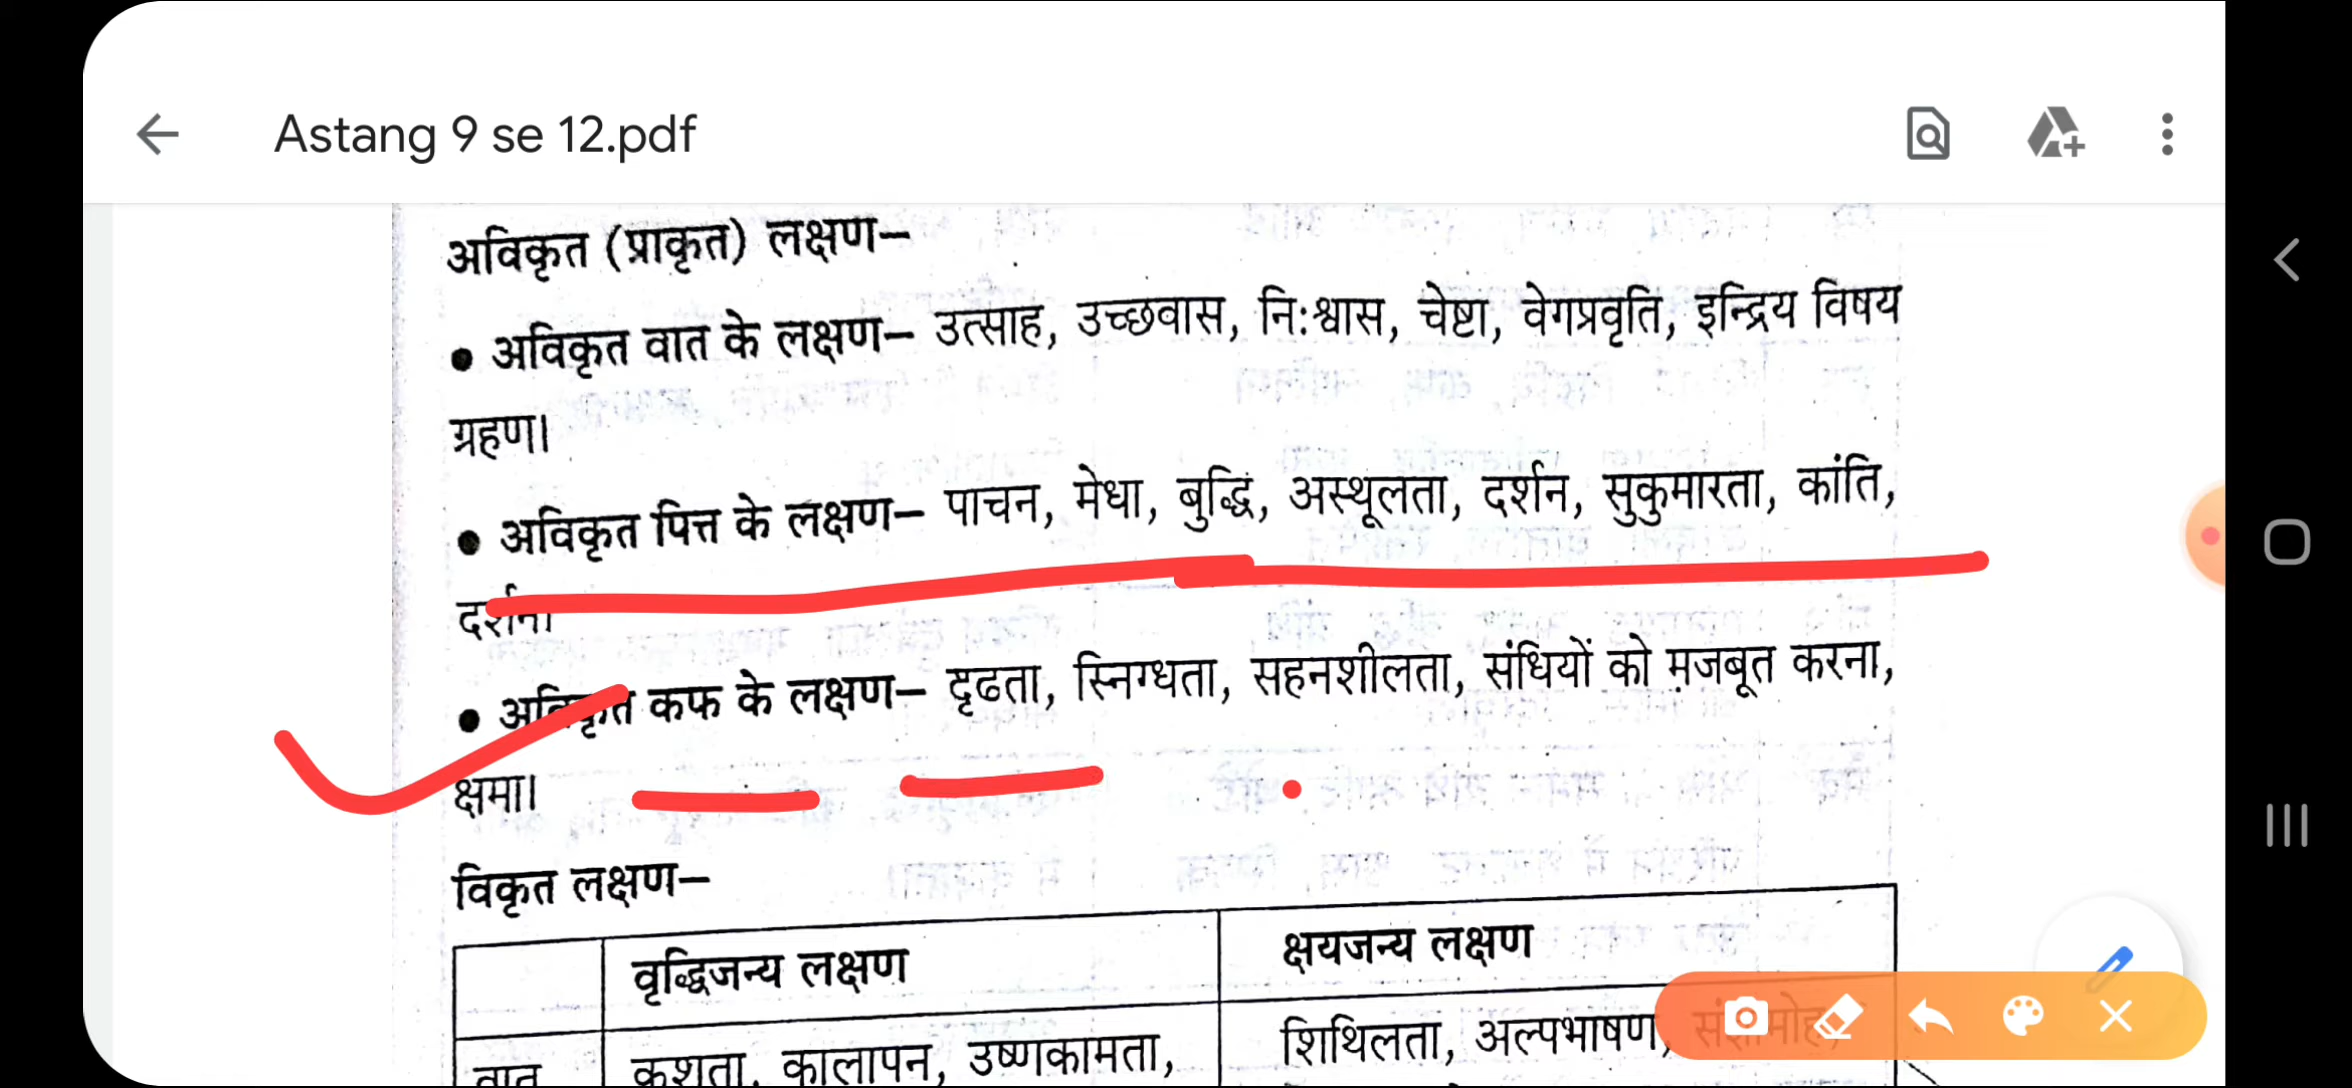 Astang 9 se 12.pdf
अविकृत (प्राकृत) लक्षण–
• अविकृत वात के लक्षण– उत्साह, उच्छवास, नि:श्वास, चेष्टा, वेगप्रवृति, इन्द्रिय विषय
ग्रहण।
• अविकृत पित्त के लक्षण– पाचन, मेधा, बुद्धि, अस्थूलता, दर्शन, सुकुमारता, कांति,
दर्शन।
• अविकृत कफ के लक्षण– दृढता, स्निग्धता, सहनशीलता, संधियों को मजबूत करना,
क्षमा।
विकृत लक्षण–
वृद्धिजन्य लक्षण क्षयजन्य लक्षण
वात कृशता, कालापन, उष्णकामता, शिथिलता, अल्पभाषण, संज्ञामोह,